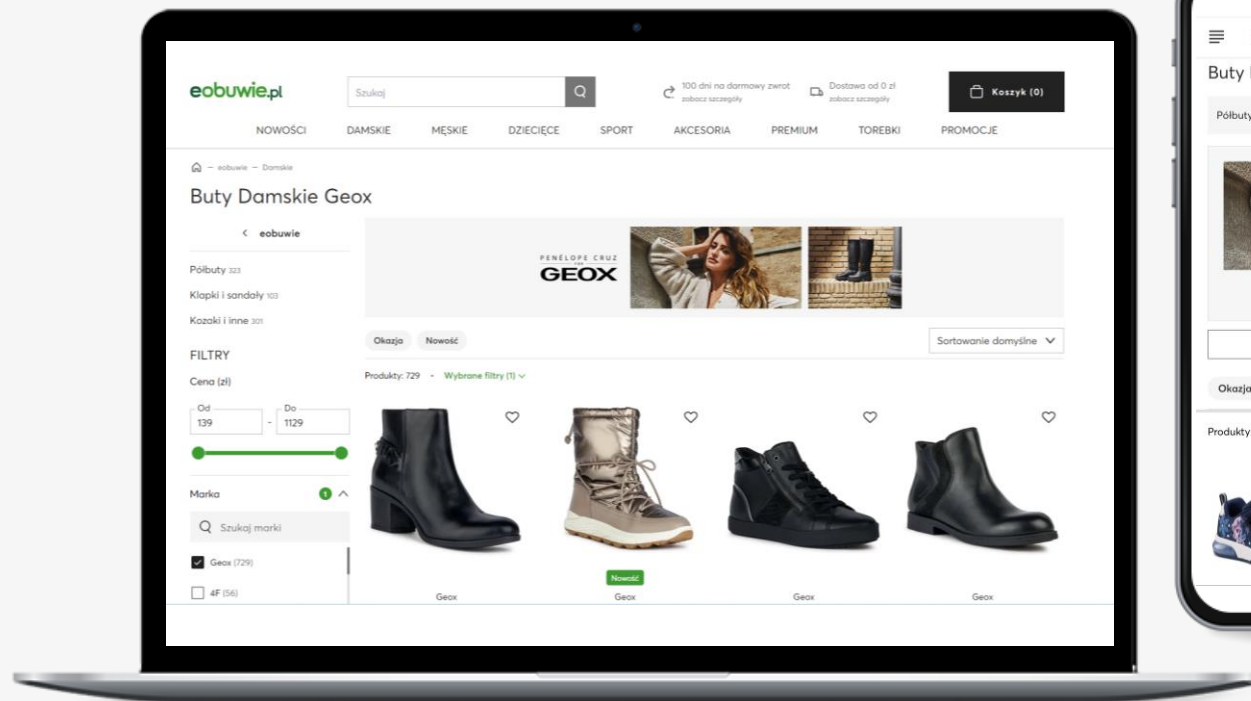 eobuwie.pl
Szukaj
100 dni na darmowy zwrot
zobacz szczegóły
Dostawa od 0 zł
zobacz szczegóły
Koszyk (0)
NOWOŚCI DAMSKIE MĘSKIE DZIECIĘCE SPORT AKCESORIA PREMIUM TOREBKI PROMOCJE
– eobuwie – Damskie
Buty Damskie Geox
< eobuwie
Półbuty 323
Klapki i sandały 103
Kozaki i inne 301
FILTRY
Cena (zł)
Od
139
-
Do
1129
Marka 1
Szukaj marki
Geox (729)
4F (56)
PENÉLOPE CRUZ
GEOX
Okazja Nowość
Sortowanie domyślne
Produkty: 729 - Wybrane filtry (1)
Nowość
Geox Geox Geox Geox
Buty
Półbuty
Okazja
Produkty